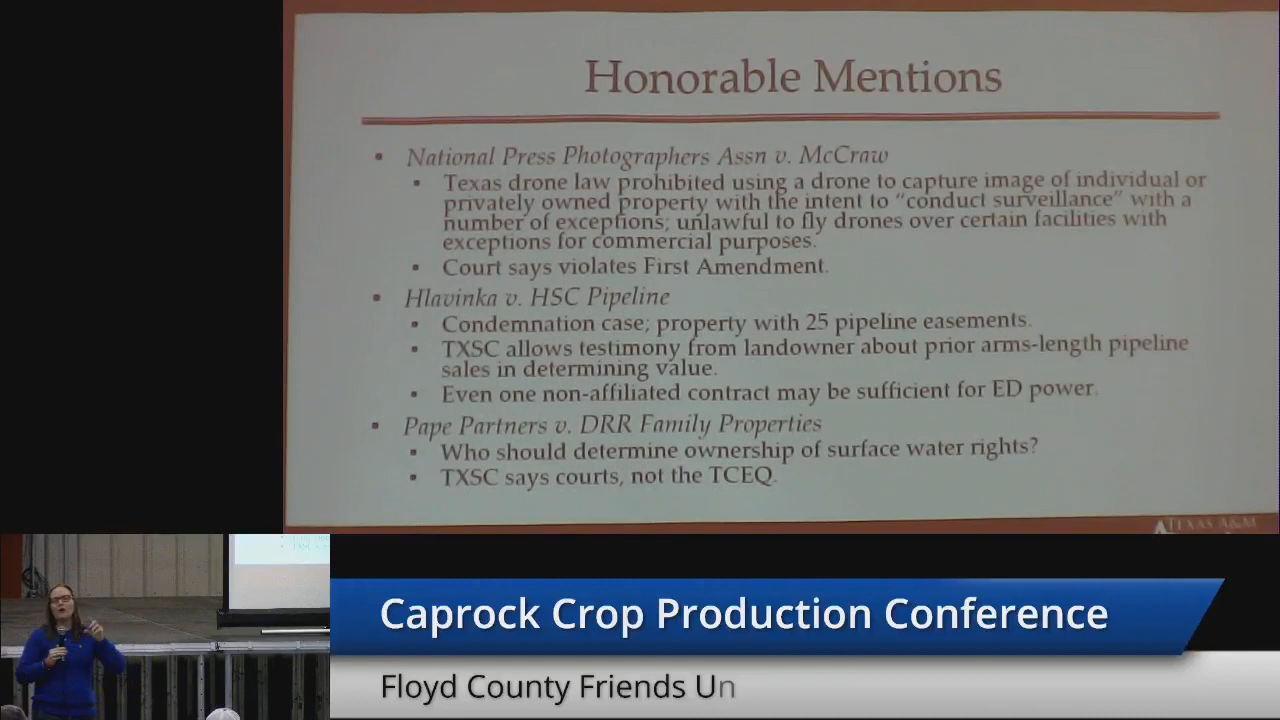 Honorable Mentions
National Press Photographers Assn v. McCraw
Texas drone law prohibited using a drone to capture image of individual or
privately owned property with the intent to “conduct surveillance” with a
number of exceptions; unlawful to fly drones over certain facilities with
exceptions for commercial purposes.
Court says violates First Amendment.
Hlavinka v. HSC Pipeline
Condemnation case; property with 25 pipeline easements.
TXSC allows testimony from landowner about prior arms-length pipeline
sales in determining value.
Even one non-affiliated contract may be sufficient for ED power.
Pape Partners v. DRR Family Properties
Who should determine ownership of surface water rights?
TXSC says courts, not the TCEQ.
TEXAS A&M
Caprock Crop Production Conference
Floyd County Friends Un